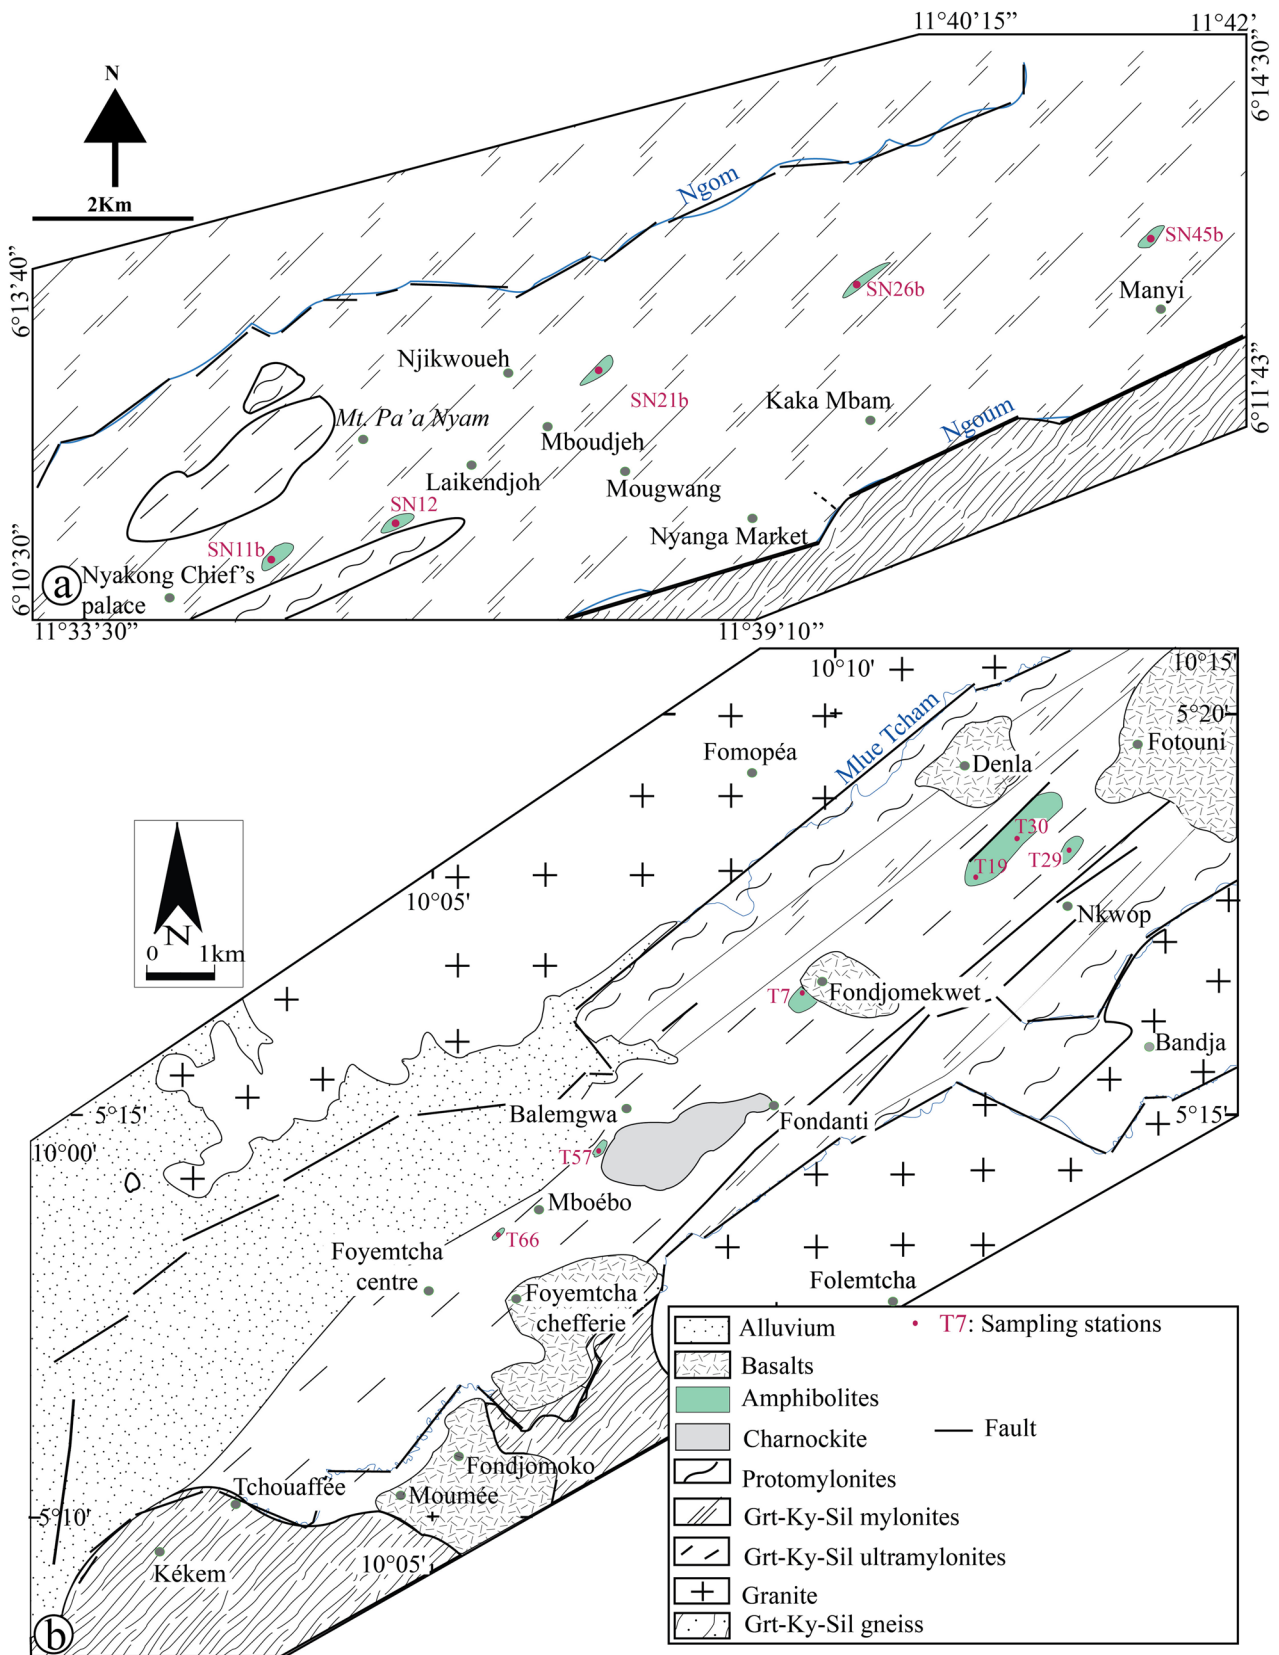 11°40'15”
11°42'
6°14'30”
N
2Km
Ngom
SN45b
SN26b
Manyi
6°13'40”
Njikwoueh
SN21b
Kaka Mbam
6°11'43”
Mt. Pa’a Nyam
Ngoum
Mboudjeh
Laikendjoh
Mougwang
SN12
Nyanga Market
SN11b
6°10'30”
a
Nyakong Chief’s
palace
11°33'30”
11°39'10”
10°10'
10°15'
5°20'
Mlue Tcham
Fomopéa
Denla
Fotouni
T30
T29
T19
10°05'
Nkwop
N
0 1km
T7
Fondjomekwet
Bandja
5°15'
Balemgwa
Fondanti
5°15'
10°00'
T57
Mboébo
T66
Foyemtcha
centre
Folemtcha
Foyemtcha
chefferie
Fondjomoko
Tchouaffée
Moumée
5°10'
10°05'
Kékem
b
Alluvium
T7: Sampling stations
Basalts
Amphibolites
Charnockite
Fault
Protomylonites
Grt-Ky-Sil mylonites
Grt-Ky-Sil ultramylonites
Granite
Grt-Ky-Sil gneiss